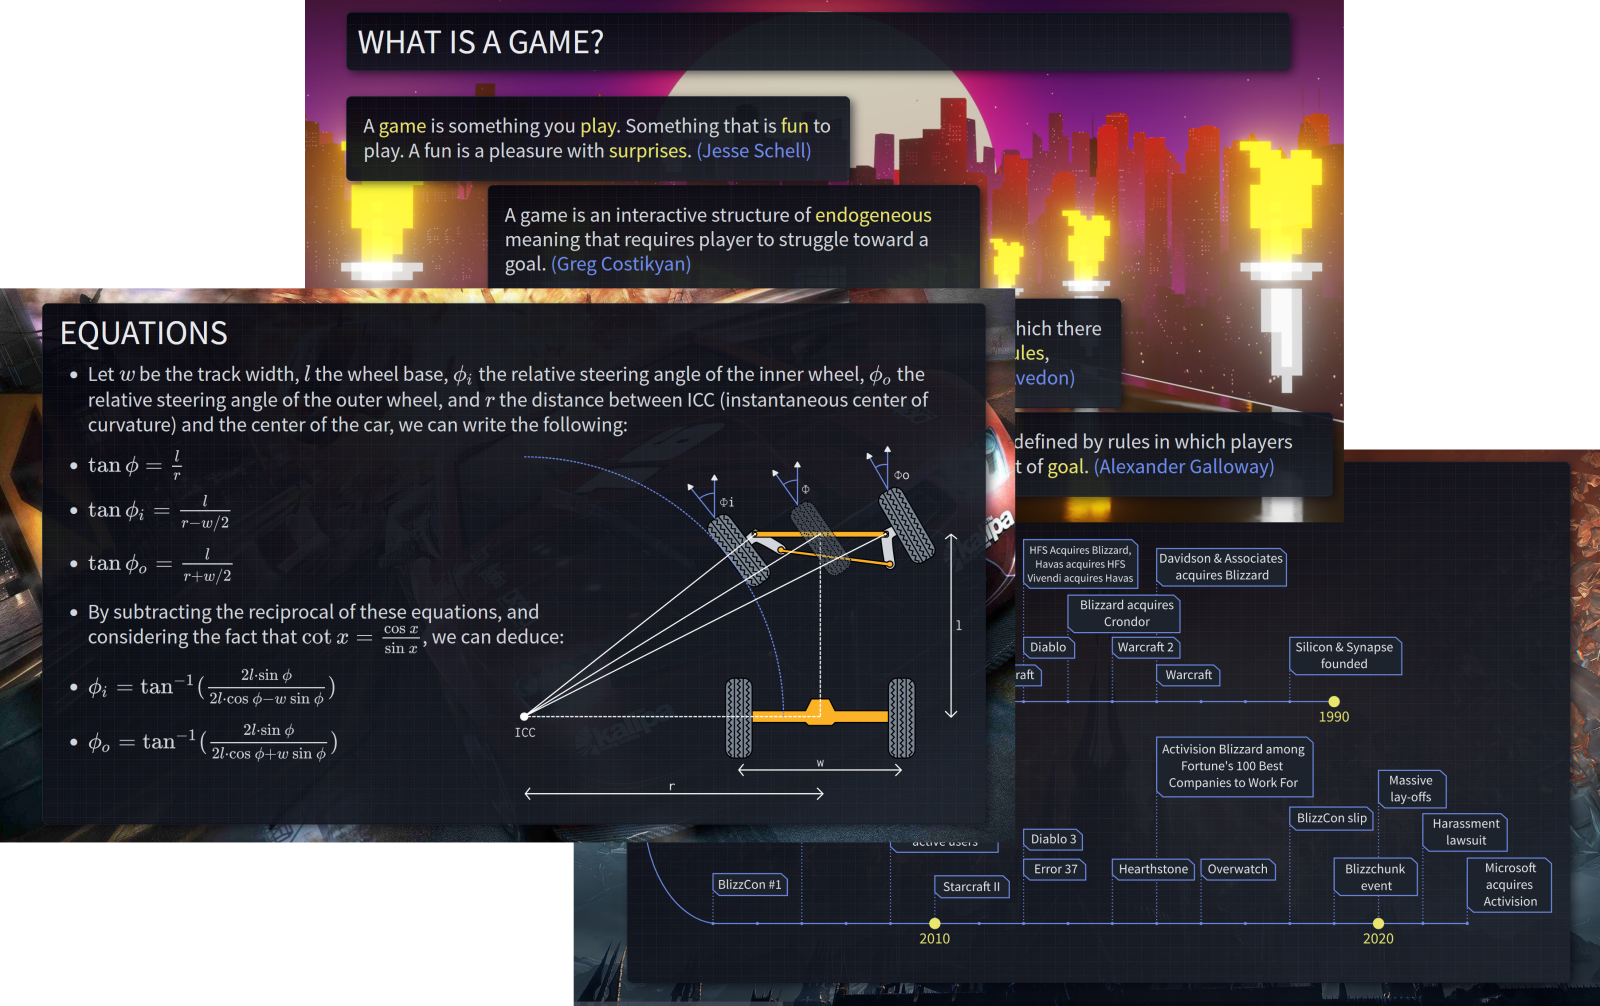 WHAT IS A GAME?
A game is something you play. Something that is fun to
play. A fun is a pleasure with surprises. (Jesse Schell)
A game is an interactive structure of endogeneous
meaning that requires player to struggle toward a
goal. (Greg Costikyan)
hich there
ules,
vedon)
defined by rules in which players
t of goal. (Alexander Galloway)
EQUATIONS
• Let w be the track width, l the wheel base, ϕᵢ the relative steering angle of the inner wheel, ϕₒ the
relative steering angle of the outer wheel, and r the distance between ICC (instantaneous center of
curvature) and the center of the car, we can write the following:
• tan ϕ = l/r
• tan ϕᵢ = l/(r−w/2)
• tan ϕₒ = l/(r+w/2)
• By subtracting the reciprocal of these equations, and
considering the fact that cot x = cos x/sin x, we can deduce:
• ϕᵢ = tan⁻¹(2l·sin ϕ/(2l·cos ϕ−w sin ϕ))
• ϕₒ = tan⁻¹(2l·sin ϕ/(2l·cos ϕ+w sin ϕ))
Φi
Φ
Φo
l
ICC
w
r
kaipa
HFS Acquires Blizzard,
Havas acquires HFS
Vivendi acquires Havas
Davidson & Associates
acquires Blizzard
Blizzard acquires
Crondor
Diablo
Warcraft 2
Silicon & Synapse
founded
raft
Warcraft
1990
Activision Blizzard among
Fortune's 100 Best
Companies to Work For
Massive
lay-offs
BlizzCon slip
Harassment
lawsuit
active users
Diablo 3
Error 37
Hearthstone
Overwatch
Blizzchunk
event
Microsoft
acquires
Activision
BlizzCon #1
Starcraft II
2010
2020